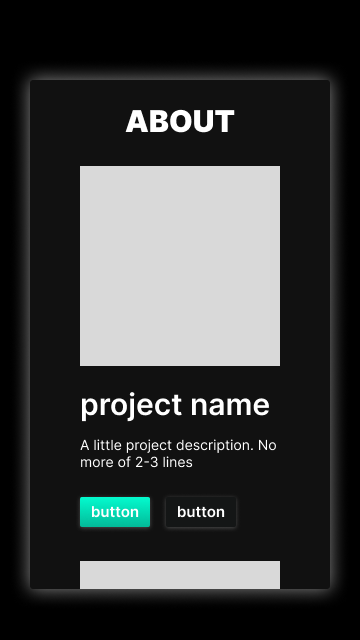 ABOUT
project name
A little project description. No
more of 2-3 lines
button button